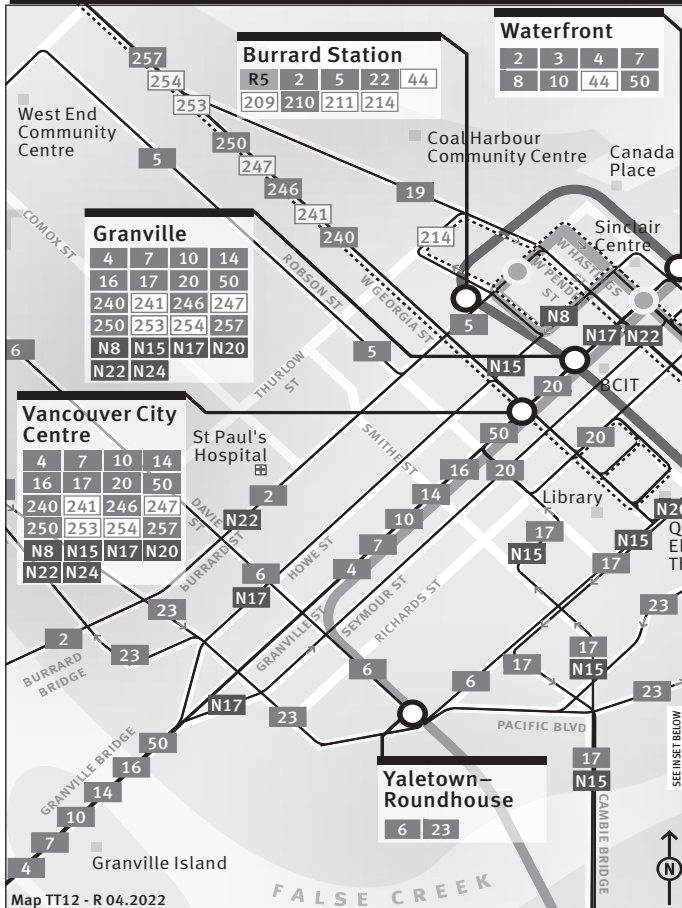 Waterfront
2 3 4 7
8 10 44 50
Burrard Station
R5 2 5 22 44
209 210 211 214
257
254
253
250
247
246
241
240
West End
Community
Centre
5
19
Coal Harbour
Community Centre
Canada
Place
Sinclair
Centre
214
W HASTINGS
W PENDER
ST
COMOX ST
ROBSON ST
W GEORGIA ST
Granville
4 7 10 14
16 17 20 50
240 241 246 247
250 253 254 257
N8 N15 N17 N20
N22 N24
5
N8
N17
N22
5
N15
20
BCIT
6
THURLOW
ST
SMITHE ST
Vancouver City
Centre
4 7 10 14
16 17 20 50
240 241 246 247
250 253 254 257
N8 N15 N17 N20
N22 N24
St Paul's
Hospital
50
20
20
16
14
10
7
4
2
N22
Library
N20
17
N15
N15
17
DAVIE
ST
BURRARD ST
HOWE ST
GRANVILLE ST
SEYMOUR ST
RICHARDS ST
6
N17
23
23
2
23
BURRARD
BRIDGE
17
N15
17
6
6
23
N17
23
PACIFIC BLVD
GRANVILLE BRIDGE
50
16
14
10
7
4
17
N15
SEE INSET BELOW
Yaletown–
Roundhouse
6 23
CAMBIE BRIDGE
Granville Island
N
FALSE CREEK
Map TT12 - R 04.2022